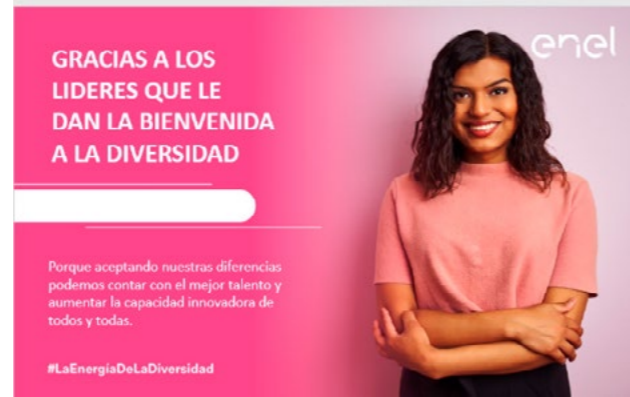 enel
GRACIAS A LOS
LIDERES QUE LE
DAN LA BIENVENIDA
A LA DIVERSIDAD
Porque aceptando nuestras diferencias
podemos contar con el mejor talento y
aumentar la capacidad innovadora de
todos y todas.
#LaEnergíaDeLaDiversidad